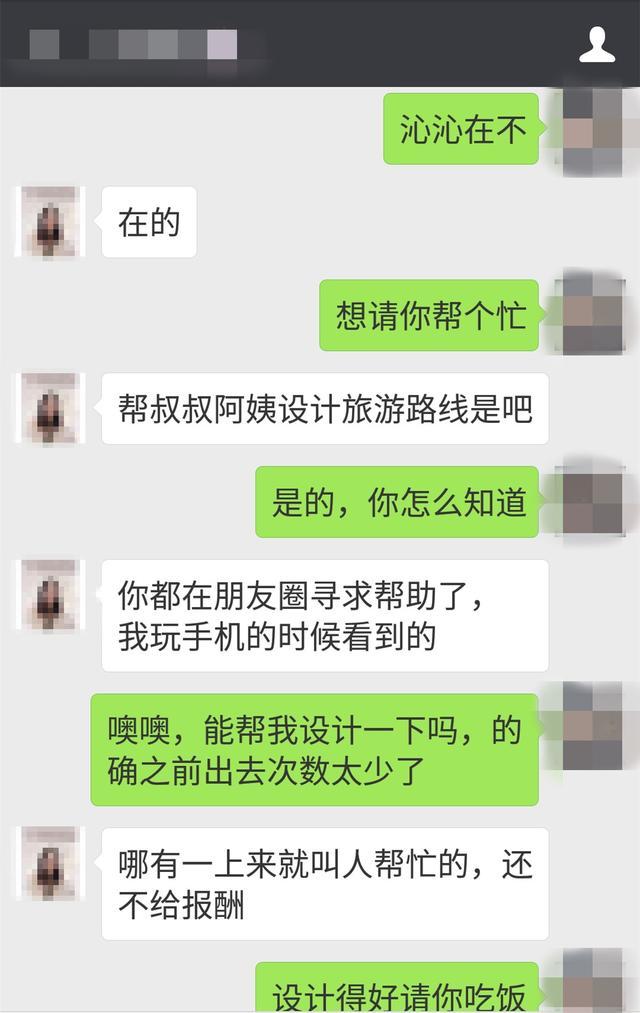 沁沁在不
在的
想请你帮个忙
帮叔叔阿姨设计旅游路线是吧
是的，你怎么知道
你都在朋友圈寻求帮助了，
我玩手机的时候看到的
噢噢，能帮我设计一下吗，的
确之前出去次数太少了
哪有一上来就叫人帮忙的，还
不给报酬
设计得好请你吃饭